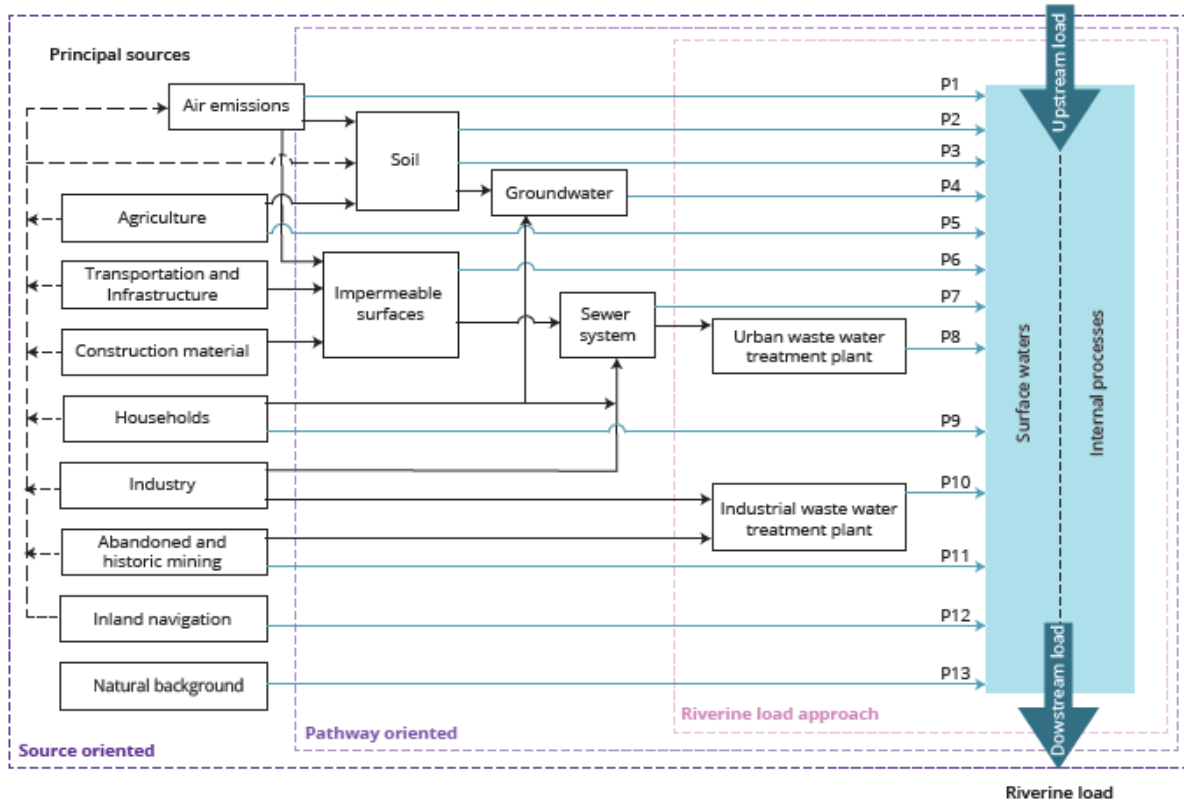 Principal sources
Air emissions
Soil
Groundwater
Agriculture
Transportation and
Infrastructure
Impermeable
surfaces
Construction material
Sewer
system
Urban waste water
treatment plant
Households
Industry
Industrial waste water
treatment plant
Abandoned and
historic mining
Inland navigation
Natural background
P1
P2
P3
P4
P5
P6
P7
P8
P9
P10
P11
P12
P13
Upstream load
Surface waters
Internal processes
Dowstream load
Riverine load approach
Pathway oriented
Source oriented
Riverine load